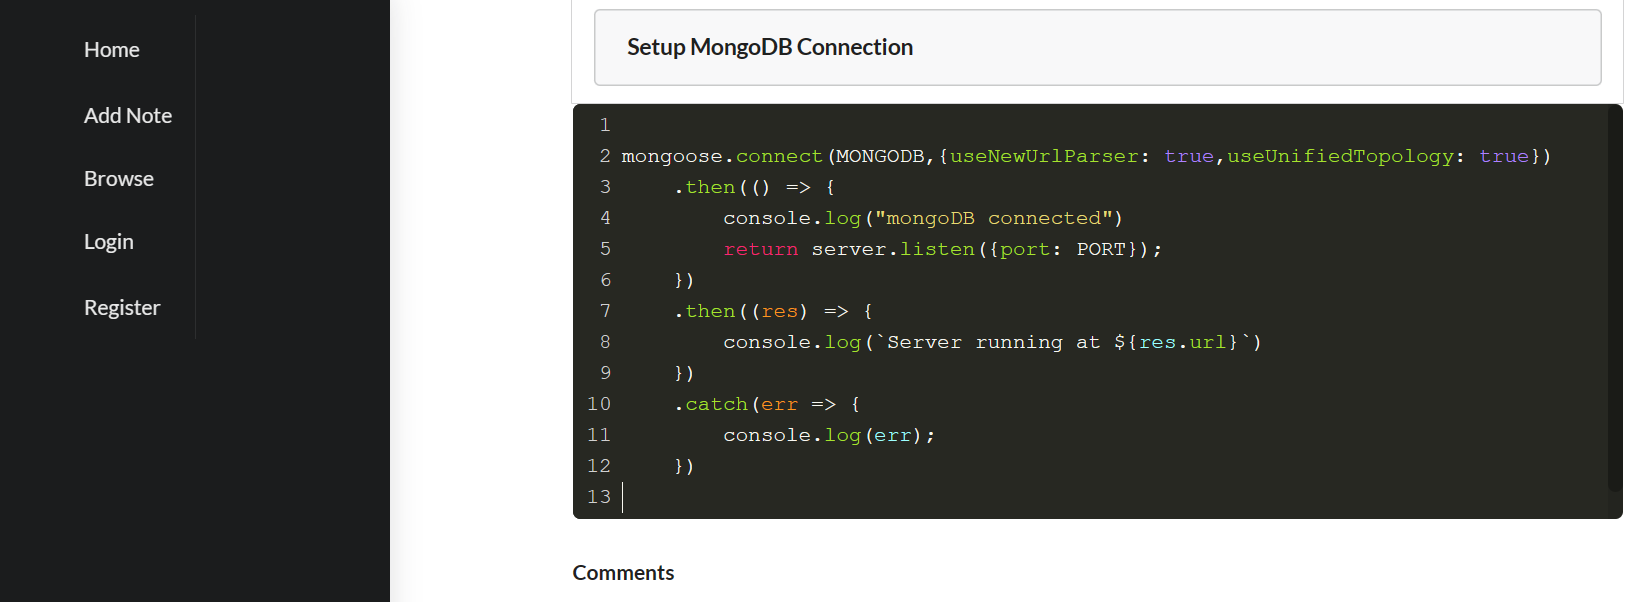 Home
Add Note
Browse
Login
Register
Setup MongoDB Connection
1
2 mongoose.connect(MONGODB,{useNewUrlParser: true,useUnifiedTopology: true})
3     .then(() => {
4         console.log("mongoDB connected")
5         return server.listen({port: PORT});
6     })
7     .then((res) => {
8         console.log(`Server running at ${res.url}`)
9     })
10     .catch(err => {
11         console.log(err);
12     })
13
Comments